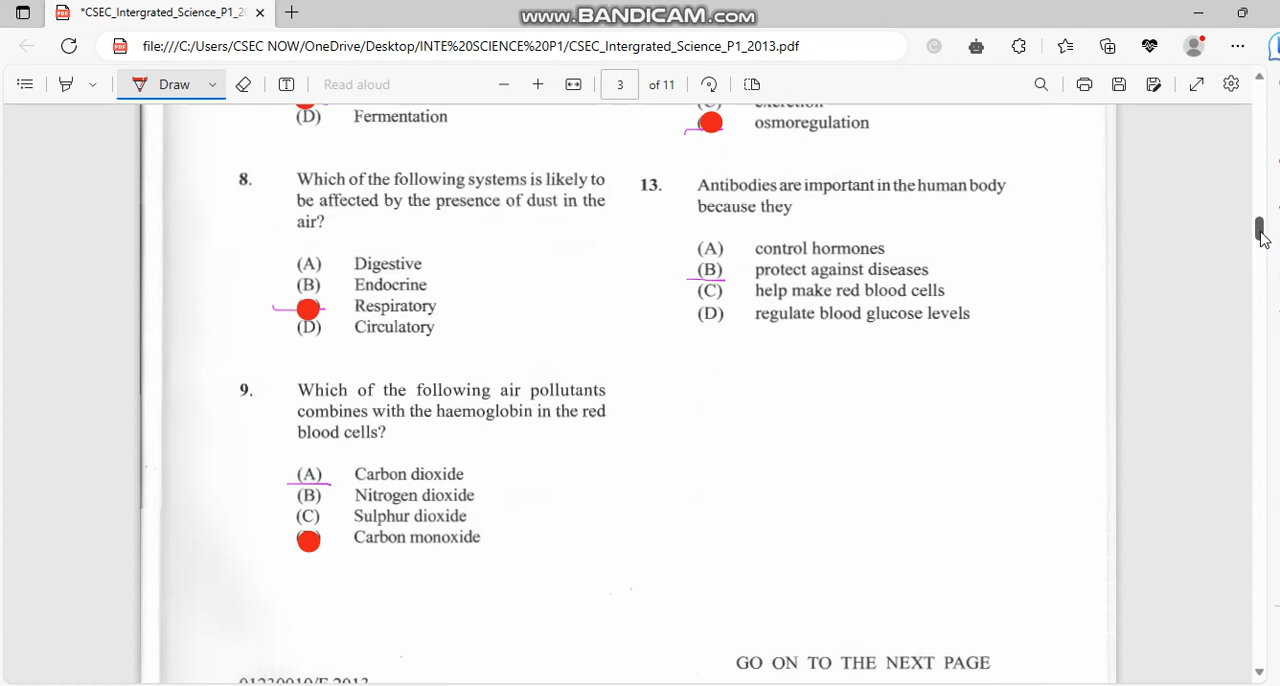 *CSEC_Intergrated_Science_P1_2
www.BANDICAM.com
file:///C:/Users/CSEC NOW/OneDrive/Desktop/INTE%20SCIENCE%20P1/CSEC_Intergrated_Science_P1_2013.pdf
Draw
Read aloud
3 of 11
(D) Fermentation
excretion
osmoregulation
8. Which of the following systems is likely to
be affected by the presence of dust in the
air?
(A) Digestive
(B) Endocrine
Respiratory
(D) Circulatory
9. Which of the following air pollutants
combines with the haemoglobin in the red
blood cells?
(A) Carbon dioxide
(B) Nitrogen dioxide
(C) Sulphur dioxide
Carbon monoxide
13. Antibodies are important in the human body
because they
(A) control hormones
(B) protect against diseases
(C) help make red blood cells
(D) regulate blood glucose levels
GO ON TO THE NEXT PAGE
01230010/F 2013